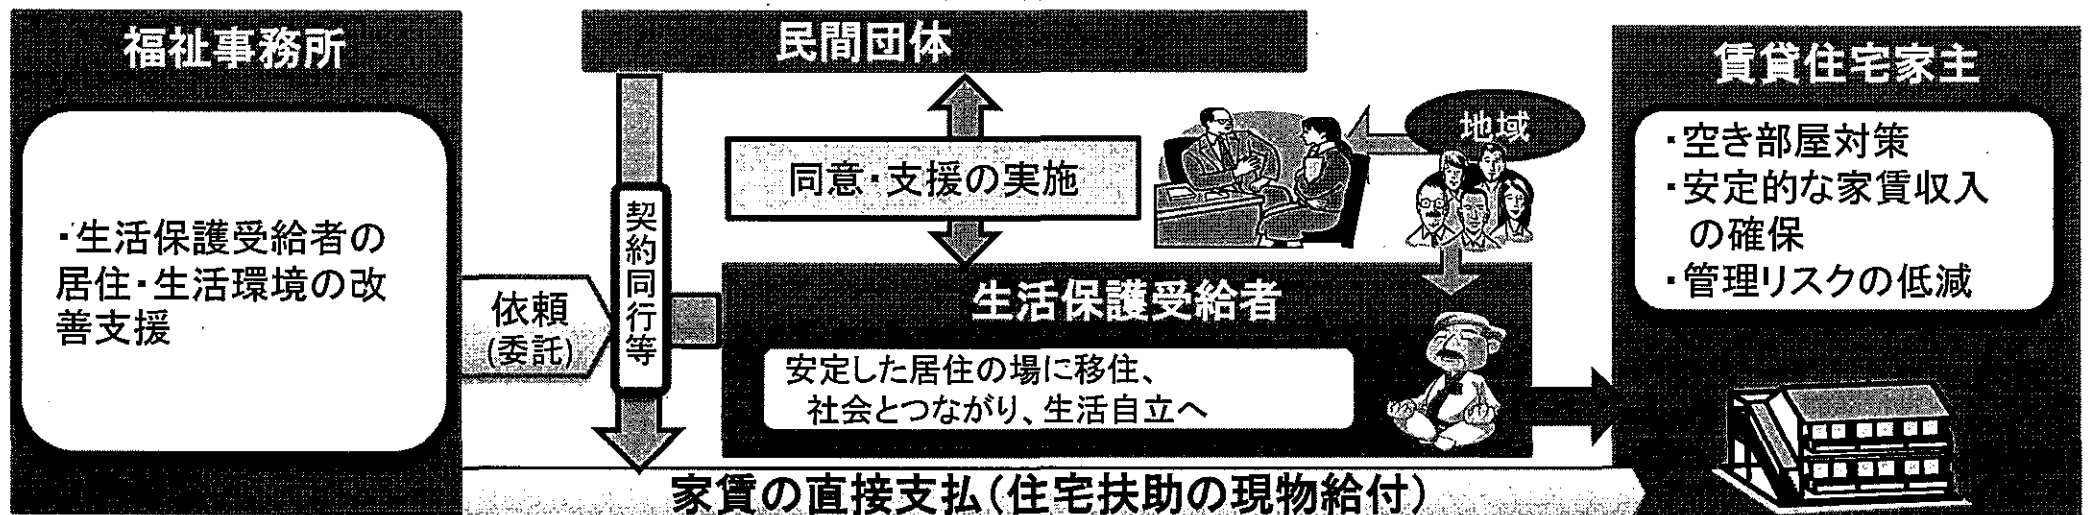 福祉事務所
・生活保護受給者の
居住・生活環境の改
善支援
依頼
(委託)
民間団体
契約同行等
同意・支援の実施
地域
生活保護受給者
安定した居住の場に移住、
社会とつながり、生活自立へ
賃貸住宅家主
・空き部屋対策
・安定的な家賃収入
の確保
・管理リスクの低減
家賃の直接支払(住宅扶助の現物給付)